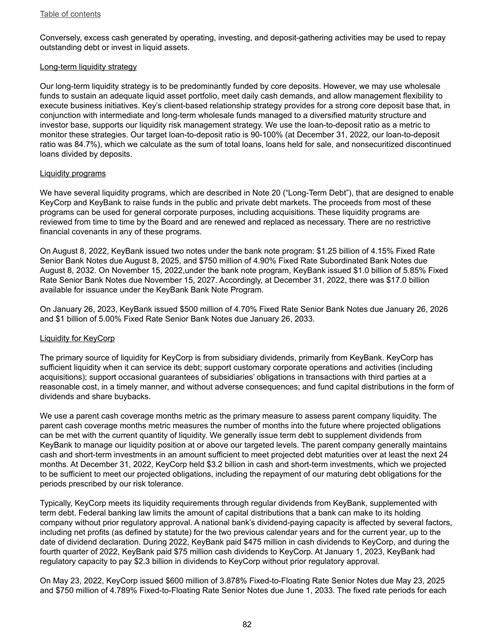 Table of contents
Conversely, excess cash generated by operating, investing, and deposit-gathering activities may be used to repay
outstanding debt or invest in liquid assets.
Long-term liquidity strategy
Our long-term liquidity strategy is to be predominantly funded by core deposits. However, we may use wholesale
funds to sustain an adequate liquid asset portfolio, meet daily cash demands, and allow management flexibility to
execute business initiatives. Key's client-based relationship strategy provides for a strong core deposit base that, in
conjunction with intermediate and long-term wholesale funds managed to a diversified maturity structure and
investor base, supports our liquidity risk management strategy. We use the loan-to-deposit ratio as a metric to
monitor these strategies. Our target loan-to-deposit ratio is 90-100% (at December 31, 2022, our loan-to-deposit
ratio was 84.7%), which we calculate as the sum of total loans, loans held for sale, and nonsecuritized discontinued
loans divided by deposits.
Liquidity programs
We have several liquidity programs, which are described in Note 20 ("Long-Term Debt"), that are designed to enable
KeyCorp and KeyBank to raise funds in the public and private debt markets. The proceeds from most of these
programs can be used for general corporate purposes, including acquisitions. These liquidity programs are
reviewed from time to time by the Board and are renewed and replaced as necessary. There are no restrictive
financial covenants in any of these programs.
On August 8, 2022, KeyBank issued two notes under the bank note program: $1.25 billion of 4.15% Fixed Rate
Senior Bank Notes due August 8, 2025, and $750 million of 4.90% Fixed Rate Subordinated Bank Notes due
August 8, 2032. On November 15, 2022,under the bank note program, KeyBank issued $1.0 billion of 5.85% Fixed
Rate Senior Bank Notes due November 15, 2027. Accordingly, at December 31, 2022, there was $17.0 billion
available for issuance under the KeyBank Bank Note Program.
On January 26, 2023, KeyBank issued $500 million of 4.70% Fixed Rate Senior Bank Notes due January 26, 2026
and $1 billion of 5.00% Fixed Rate Senior Bank Notes due January 26, 2033.
Liquidity for KeyCorp
The primary source of liquidity for KeyCorp is from subsidiary dividends, primarily from KeyBank. KeyCorp has
sufficient liquidity when it can service its debt; support customary corporate operations and activities (including
acquisitions); support occasional guarantees of subsidiaries' obligations in transactions with third parties at a
reasonable cost, in a timely manner, and without adverse consequences; and fund capital distributions in the form of
dividends and share buybacks.
We use a parent cash coverage months metric as the primary measure to assess parent company liquidity. The
parent cash coverage months metric measures the number of months into the future where projected obligations
can be met with the current quantity of liquidity. We generally issue term debt to supplement dividends from
KeyBank to manage our liquidity position at or above our targeted levels. The parent company generally maintains
cash and short-term investments in an amount sufficient to meet projected debt maturities over at least the next 24
months. At December 31, 2022, KeyCorp held $3.2 billion in cash and short-term investments, which we projected
to be sufficient to meet our projected obligations, including the repayment of our maturing debt obligations for the
periods prescribed by our risk tolerance.
Typically, KeyCorp meets its liquidity requirements through regular dividends from KeyBank, supplemented with
term debt. Federal banking law limits the amount of capital distributions that a bank can make to its holding
company without prior regulatory approval. A national bank's dividend-paying capacity is affected by several factors,
including net profits (as defined by statute) for the two previous calendar years and for the current year, up to the
date of dividend declaration. During 2022, KeyBank paid $475 million in cash dividends to KeyCorp, and during the
fourth quarter of 2022, KeyBank paid $75 million cash dividends to KeyCorp. At January 1, 2023, KeyBank had
regulatory capacity to pay $2.3 billion in dividends to KeyCorp without prior regulatory approval.
On May 23, 2022, KeyCorp issued $600 million of 3.878% Fixed-to-Floating Rate Senior Notes due May 23, 2025
and $750 million of 4.789% Fixed-to-Floating Rate Senior Notes due June 1, 2033. The fixed rate periods for each
82